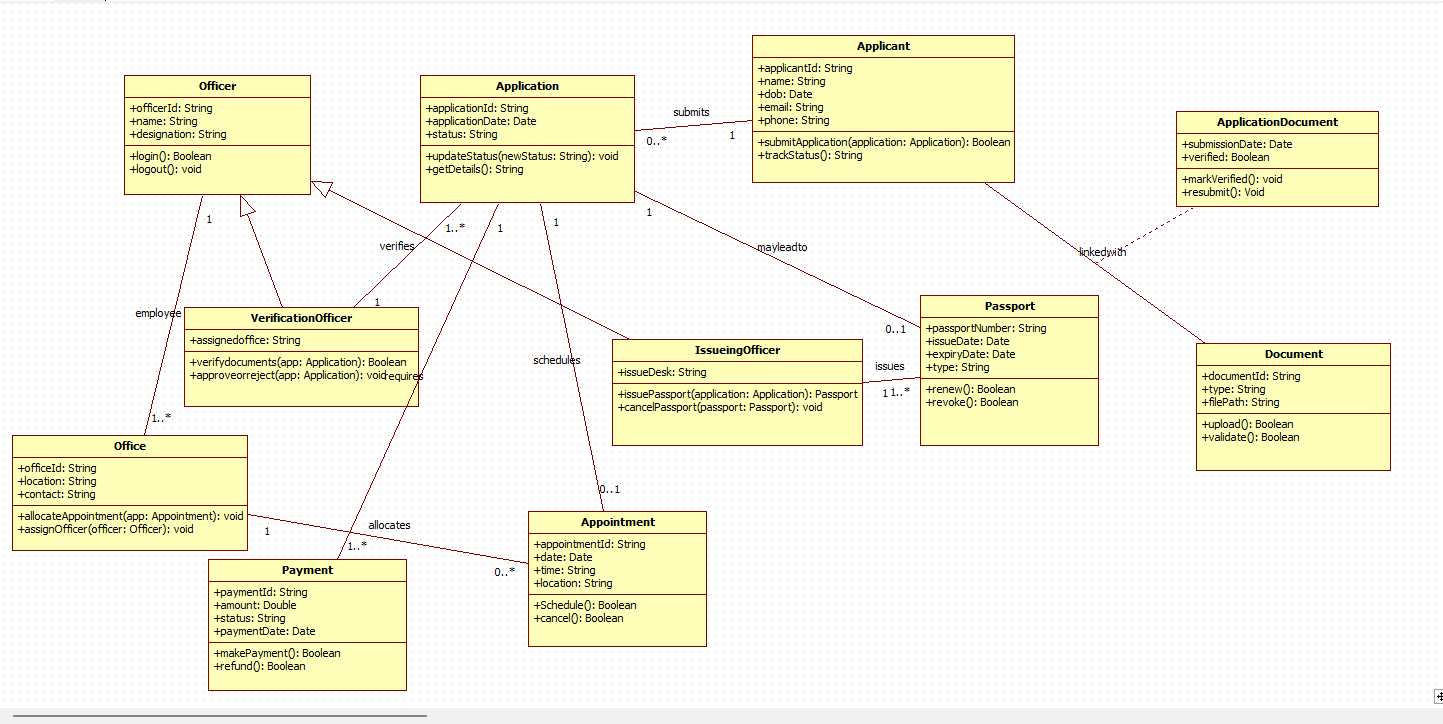 Officer
+officerId: String
+name: String
+designation: String
+login(): Boolean
+logout(): void
Application
+applicationId: String
+applicationDate: Date
+status: String
+updateStatus(newStatus: String): void
+getDetails(): String
Applicant
+applicantId: String
+name: String
+dob: Date
+email: String
+phone: String
+submitApplication(application: Application): Boolean
+trackStatus(): String
ApplicationDocument
+submissionDate: Date
+verified: Boolean
+markVerified(): void
+resubmit(): Void
submits
0..*
1
1
1..*
1
1
1
verifies
mayleadto
linkedwith
employee
1
0..1
VerificationOfficer
+assignedoffice: String
+verifydocuments(app: Application): Boolean
+approveorreject(app: Application): void
requires
schedules
IssueingOfficer
+issueDesk: String
+issuePassport(application: Application): Passport
+cancelPassport(passport: Passport): void
issues
1
1..*
Passport
+passportNumber: String
+issueDate: Date
+expiryDate: Date
+type: String
+renew(): Boolean
+revoke(): Boolean
Document
+documentId: String
+type: String
+filePath: String
+upload(): Boolean
+validate(): Boolean
1..*
Office
+officeId: String
+location: String
+contact: String
+allocateAppointment(app: Appointment): void
+assignOfficer(officer: Officer): void
1
allocates
0..*
1..*
0..1
Payment
+paymentId: String
+amount: Double
+status: String
+paymentDate: Date
+makePayment(): Boolean
+refund(): Boolean
Appointment
+appointmentId: String
+date: Date
+time: String
+location: String
+Schedule(): Boolean
+cancel(): Boolean